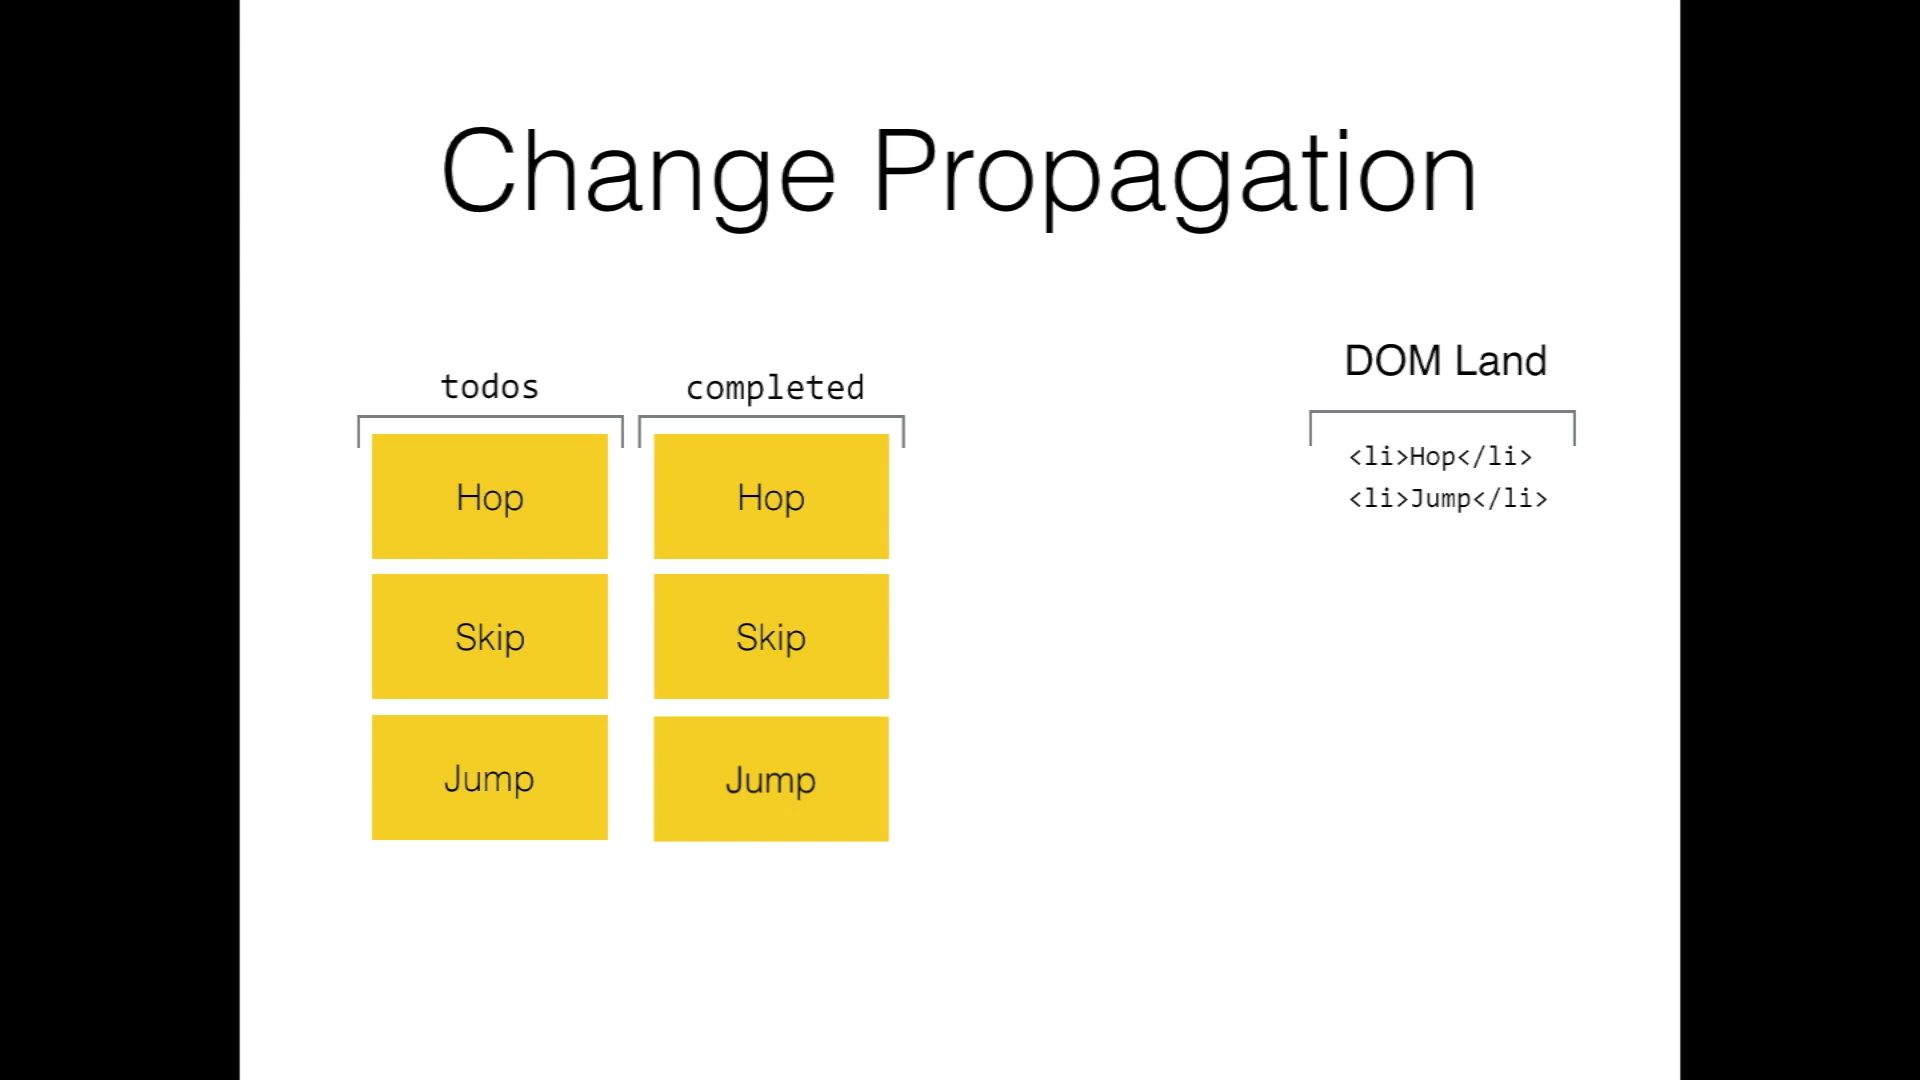 Change Propagation
todos
completed
DOM Land
Hop
Skip
Jump
Hop
Skip
Jump
<li>Hop</li>
<li>Jump</li>